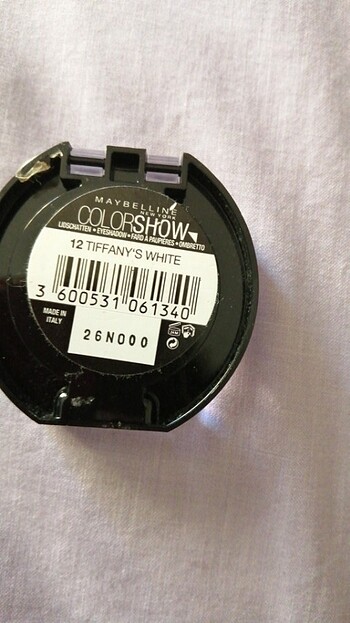 MAYBELLINE
NEW YORK
COLORSHOW
LIDSCHATTEN • EYESHADOW • FARD À PAUPIÈRES • OMBRETTO
12 TIFFANY'S WHITE
3 600531 061340
MADE IN
ITALY
26N000